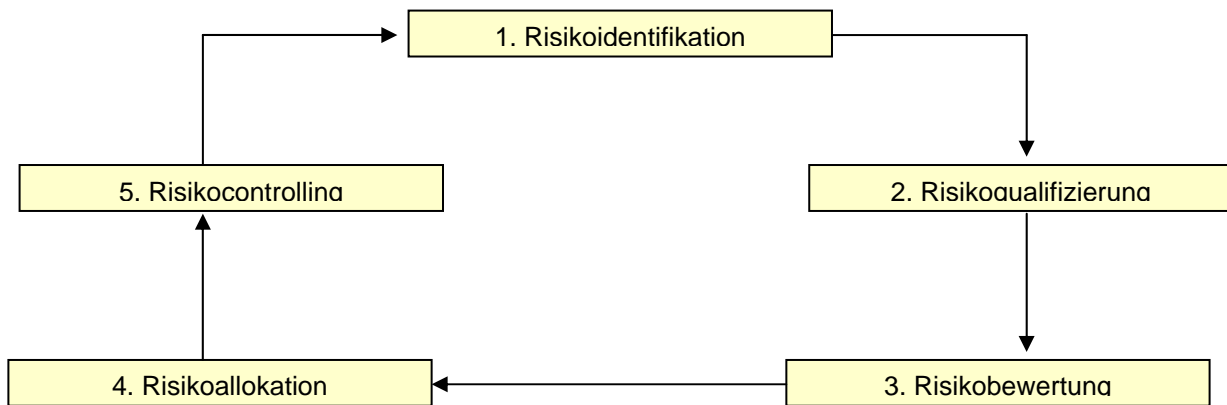 1. Risikoidentifikation
2. Risikoqualifizierung
3. Risikobewertung
4. Risikoallokation
5. Risikocontrolling